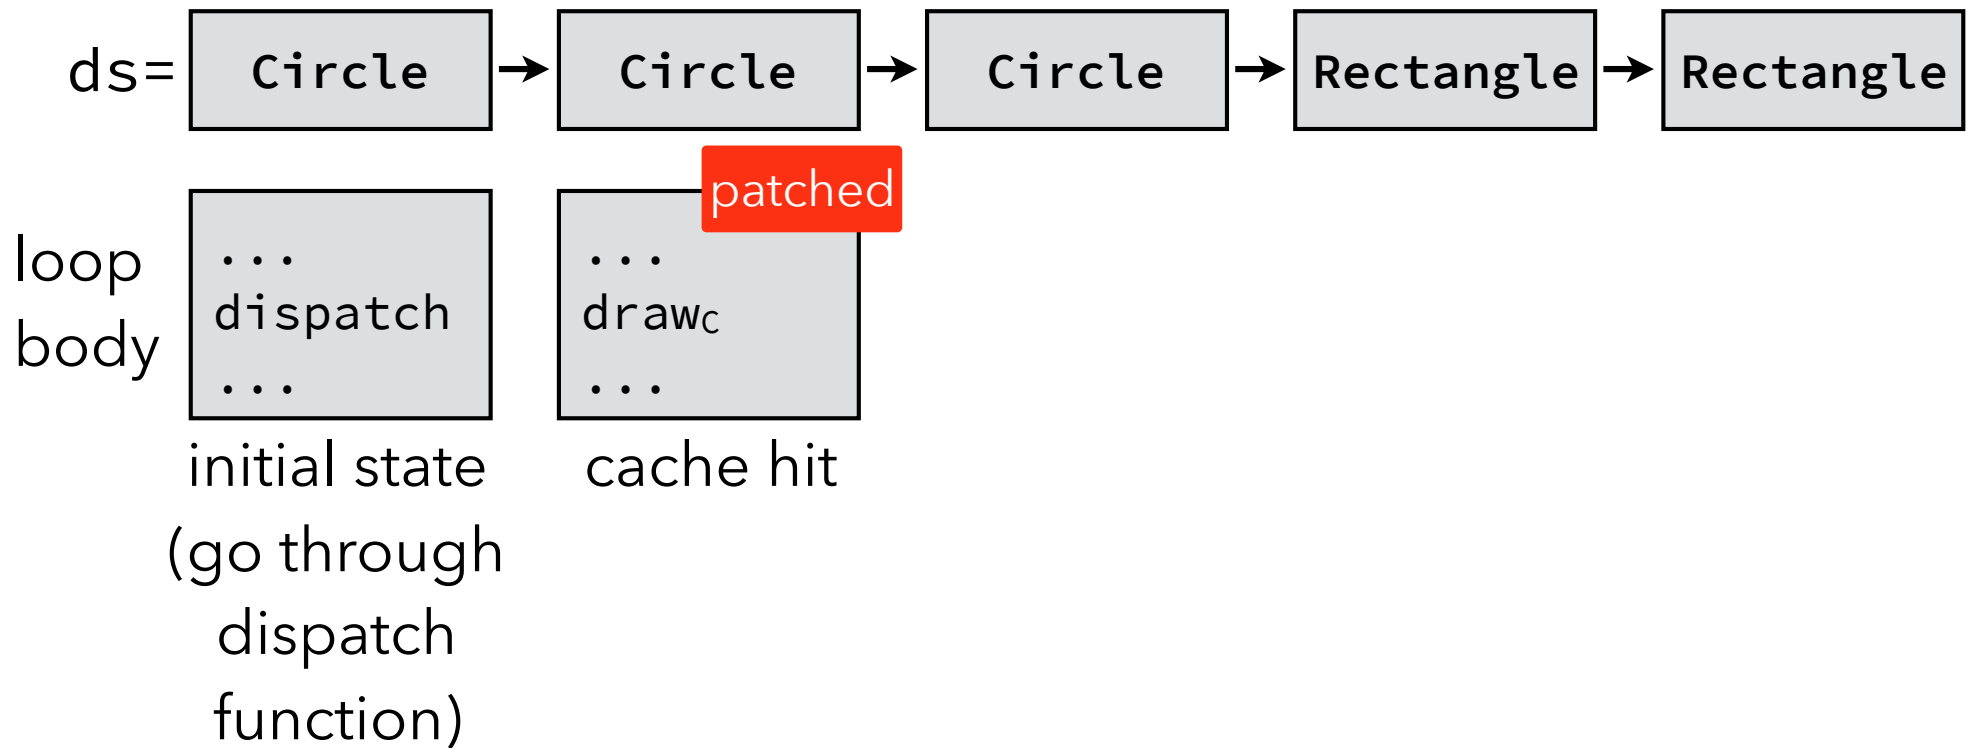 ds= Circle Circle Circle Rectangle Rectangle
patched
loop
body
...
dispatch
...
...
drawC
...
initial state
(go through
dispatch
function)
cache hit